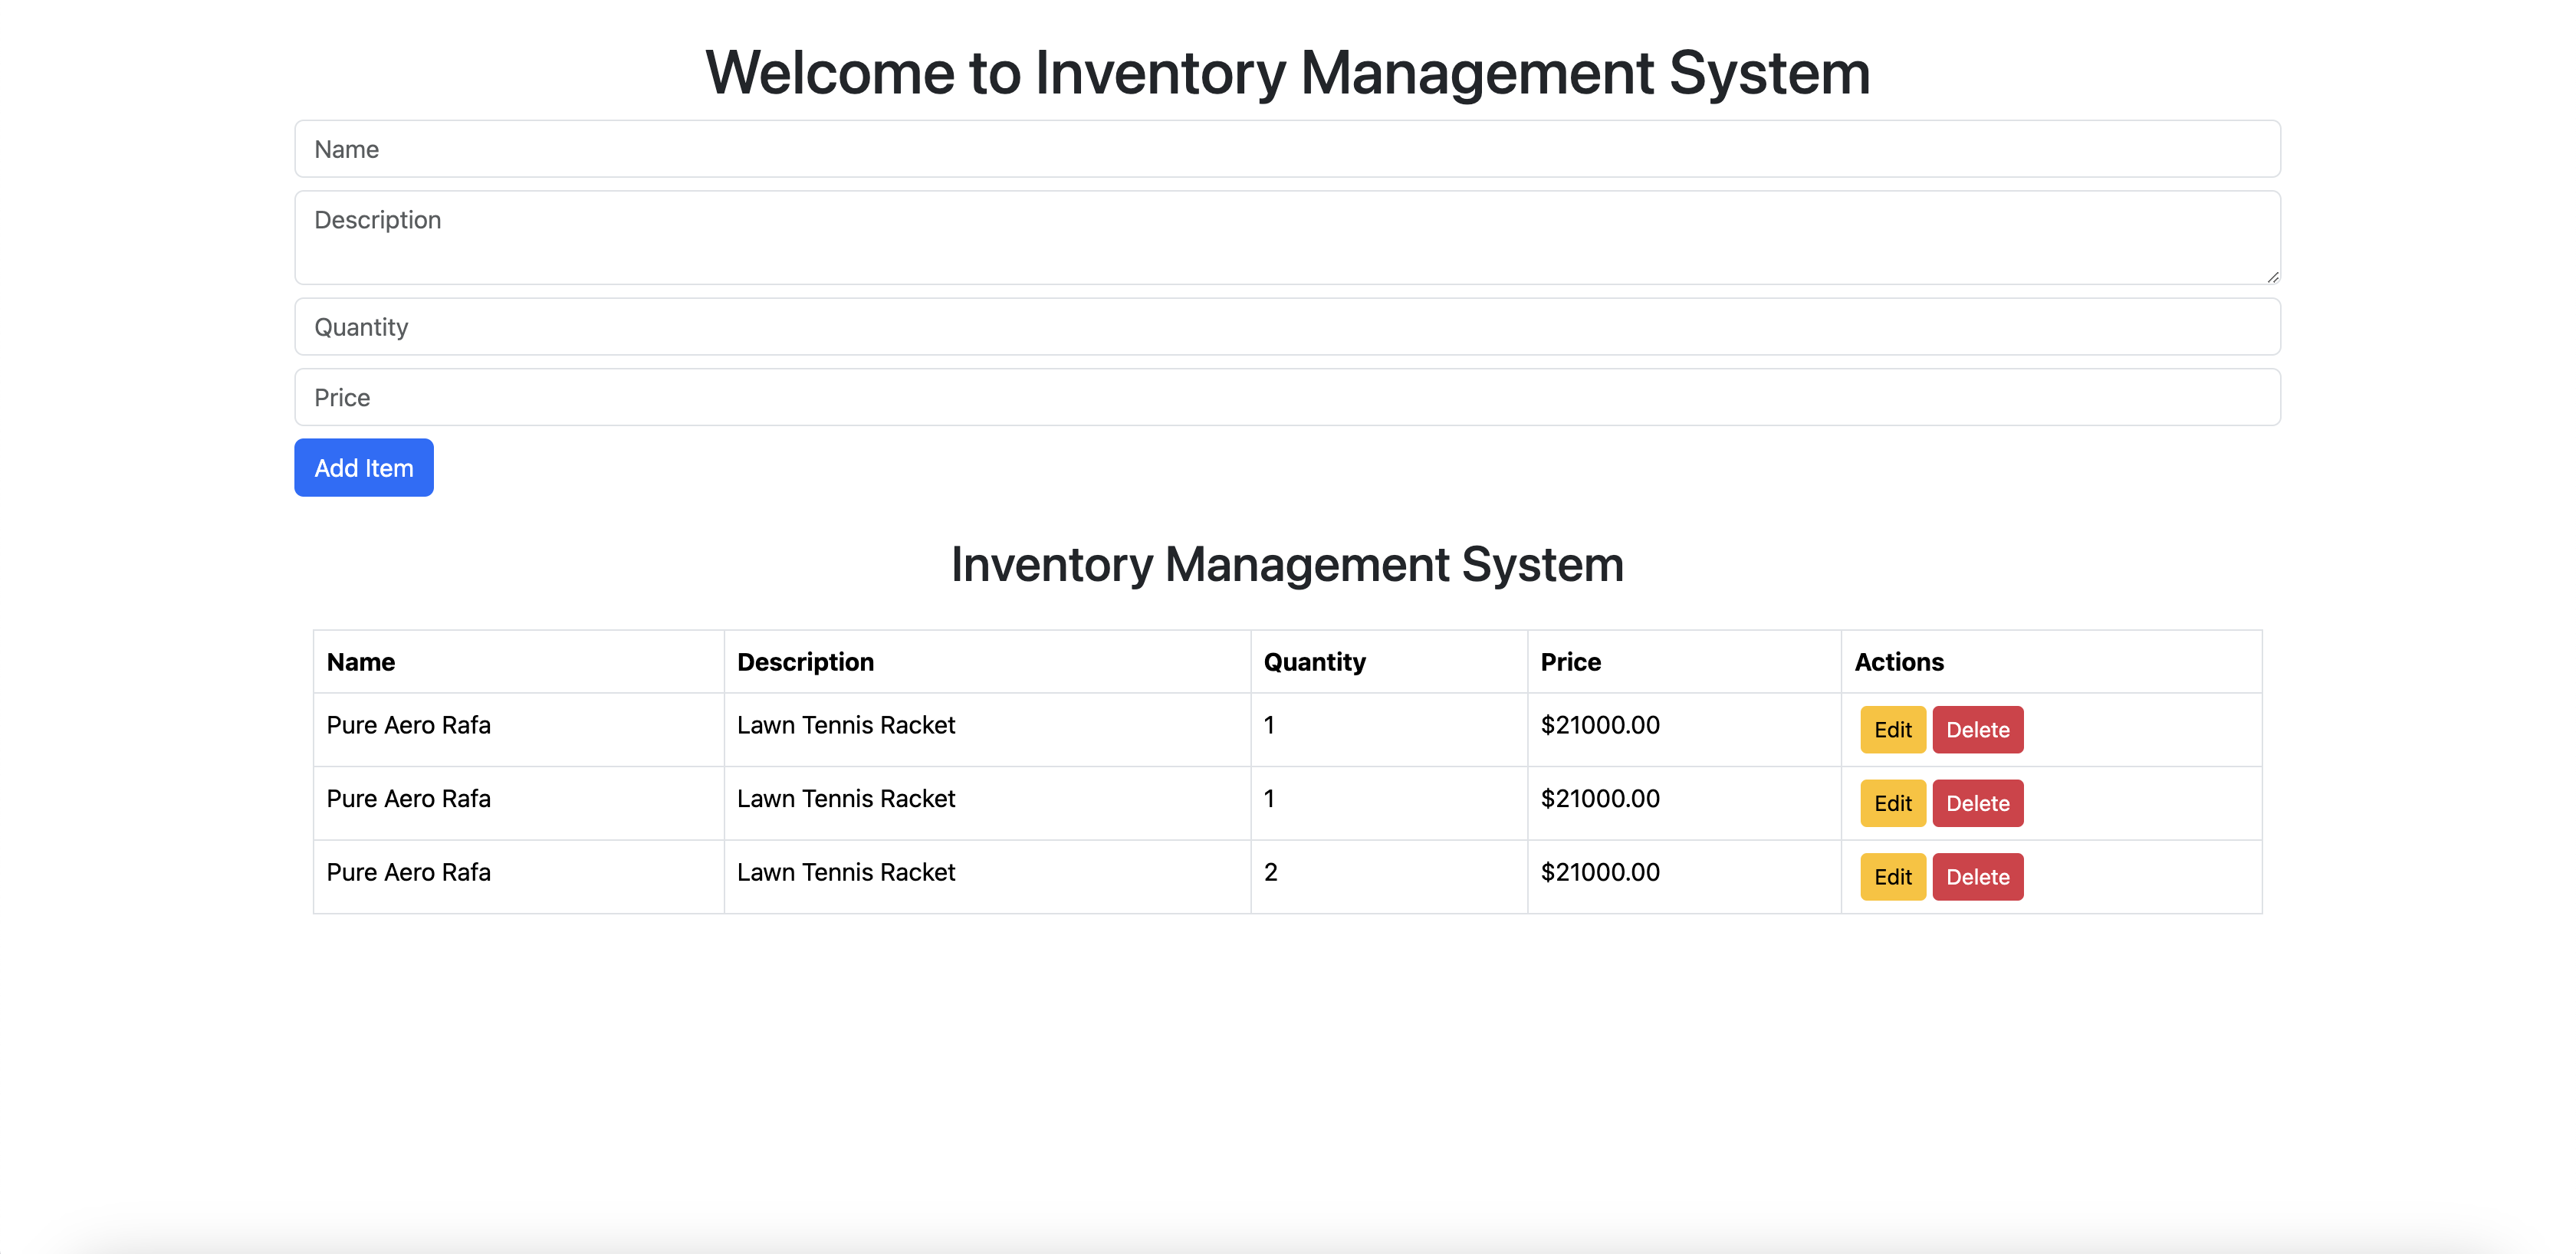 Welcome to Inventory Management System
Name
Description
Quantity
Price
Add Item
Inventory Management System
Name Description Quantity Price Actions
Pure Aero Rafa Lawn Tennis Racket 1 $21000.00 Edit Delete
Pure Aero Rafa Lawn Tennis Racket 1 $21000.00 Edit Delete
Pure Aero Rafa Lawn Tennis Racket 2 $21000.00 Edit Delete